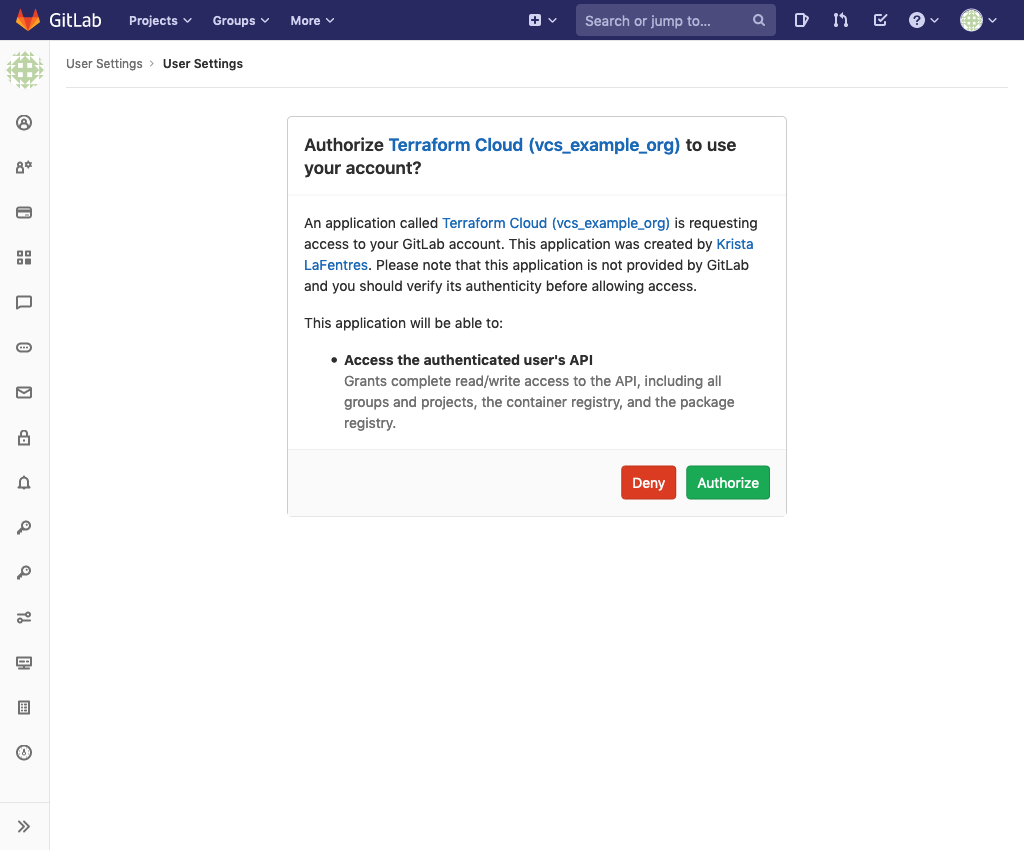 GitLab Projects Groups More Search or jump to...
User Settings › User Settings
Authorize Terraform Cloud (vcs_example_org) to use
your account?
An application called Terraform Cloud (vcs_example_org) is requesting
access to your GitLab account. This application was created by Krista
LaFentres. Please note that this application is not provided by GitLab
and you should verify its authenticity before allowing access.
This application will be able to:
• Access the authenticated user's API
Grants complete read/write access to the API, including all
groups and projects, the container registry, and the package
registry.
Deny Authorize